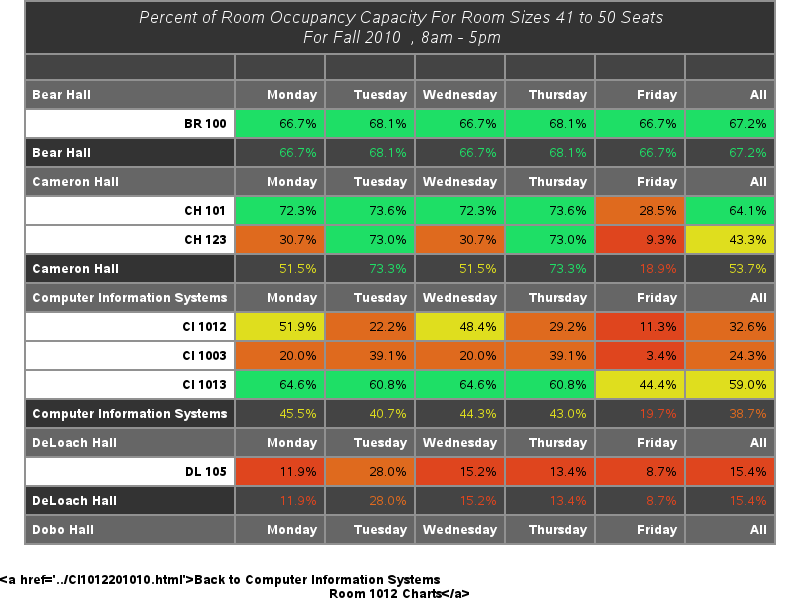 Percent of Room Occupancy Capacity For Room Sizes 41 to 50 Seats
For Fall 2010 , 8am - 5pm
Bear Hall Monday Tuesday Wednesday Thursday Friday All
BR 100 66.7% 68.1% 66.7% 68.1% 66.7% 67.2%
Bear Hall 66.7% 68.1% 66.7% 68.1% 66.7% 67.2%
Cameron Hall Monday Tuesday Wednesday Thursday Friday All
CH 101 72.3% 73.6% 72.3% 73.6% 28.5% 64.1%
CH 123 30.7% 73.0% 30.7% 73.0% 9.3% 43.3%
Cameron Hall 51.5% 73.3% 51.5% 73.3% 18.9% 53.7%
Computer Information Systems Monday Tuesday Wednesday Thursday Friday All
CI 1012 51.9% 22.2% 48.4% 29.2% 11.3% 32.6%
CI 1003 20.0% 39.1% 20.0% 39.1% 3.4% 24.3%
CI 1013 64.6% 60.8% 64.6% 60.8% 44.4% 59.0%
Computer Information Systems 45.5% 40.7% 44.3% 43.0% 19.7% 38.7%
DeLoach Hall Monday Tuesday Wednesday Thursday Friday All
DL 105 11.9% 28.0% 15.2% 13.4% 8.7% 15.4%
DeLoach Hall 11.9% 28.0% 15.2% 13.4% 8.7% 15.4%
Dobo Hall Monday Tuesday Wednesday Thursday Friday All
<a href='../CI1012201010.html'>Back to Computer Information Systems
Room 1012 Charts</a>